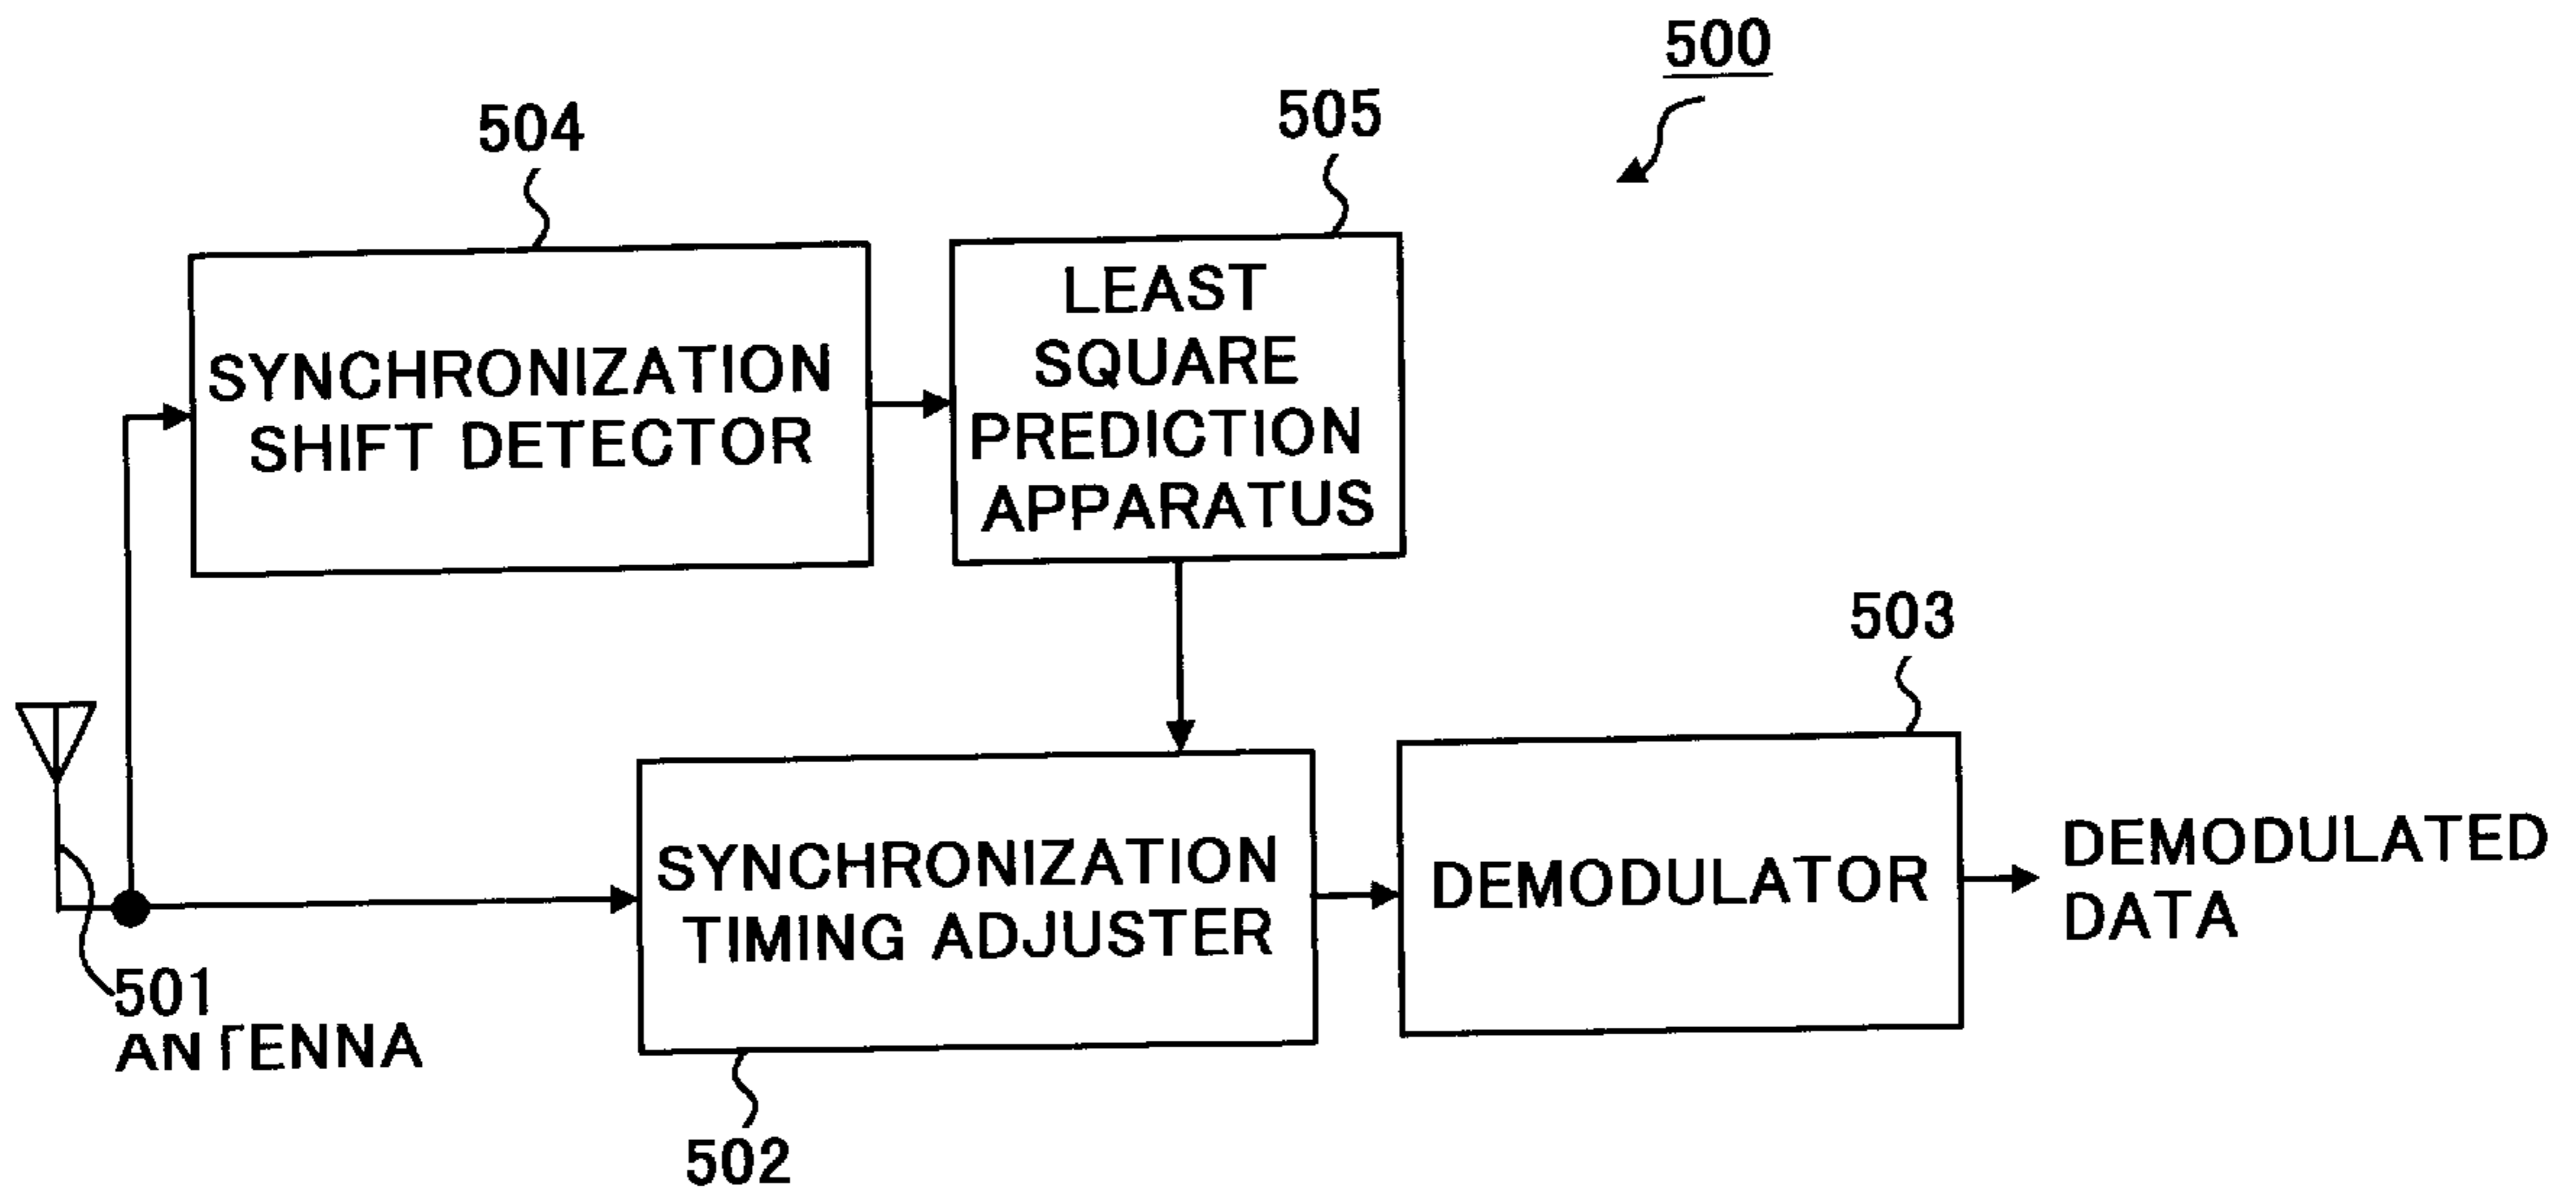 500
504
505
SYNCHRONIZATION
SHIFT DETECTOR
LEAST
SQUARE
PREDICTION
APPARATUS
503
SYNCHRONIZATION
TIMING ADJUSTER
DEMODULATOR
DEMODULATED
DATA
501
ANTENNA
502